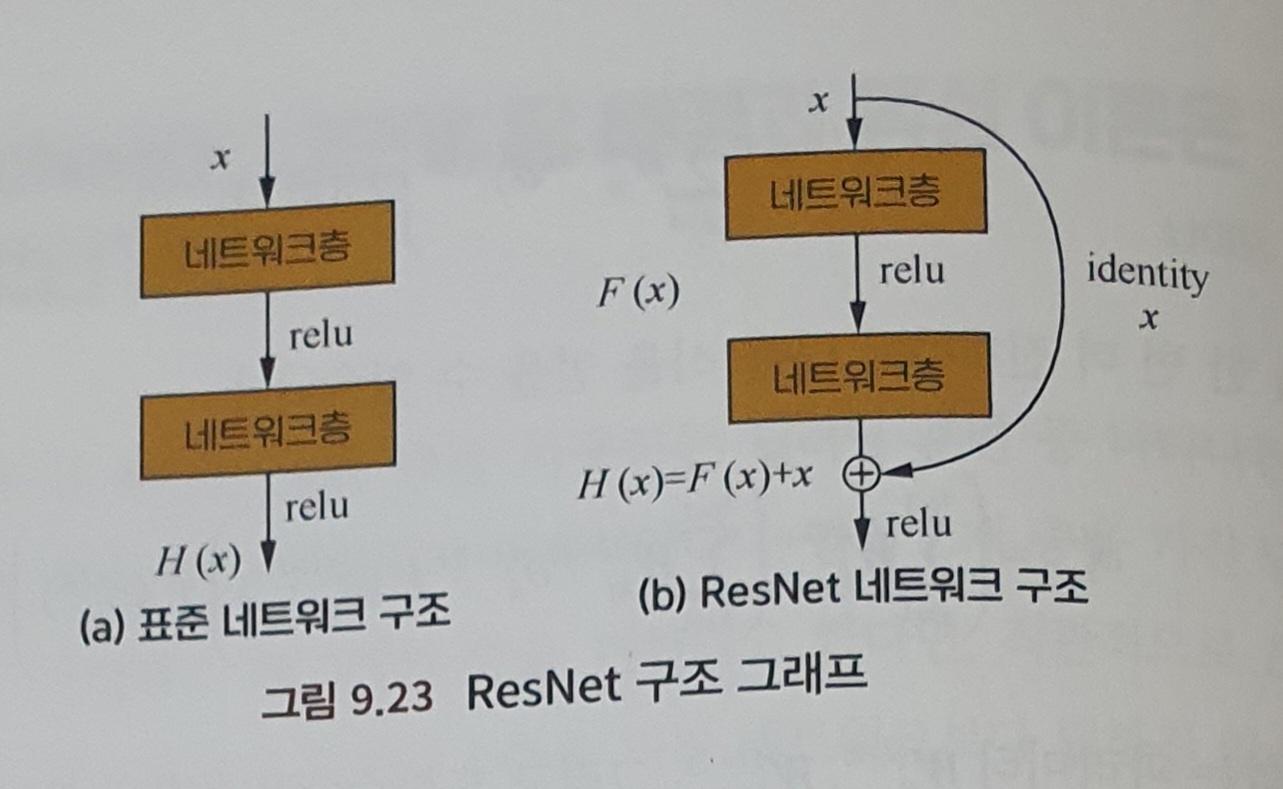 x
네트워크층
relu
네트워크층
relu
H (x)
(a) 표준 네트워크 구조
x
네트워크층
relu
F (x)
identity
x
네트워크층
H (x)=F (x)+x
relu
(b) ResNet 네트워크 구조
그림 9.23 ResNet 구조 그래프